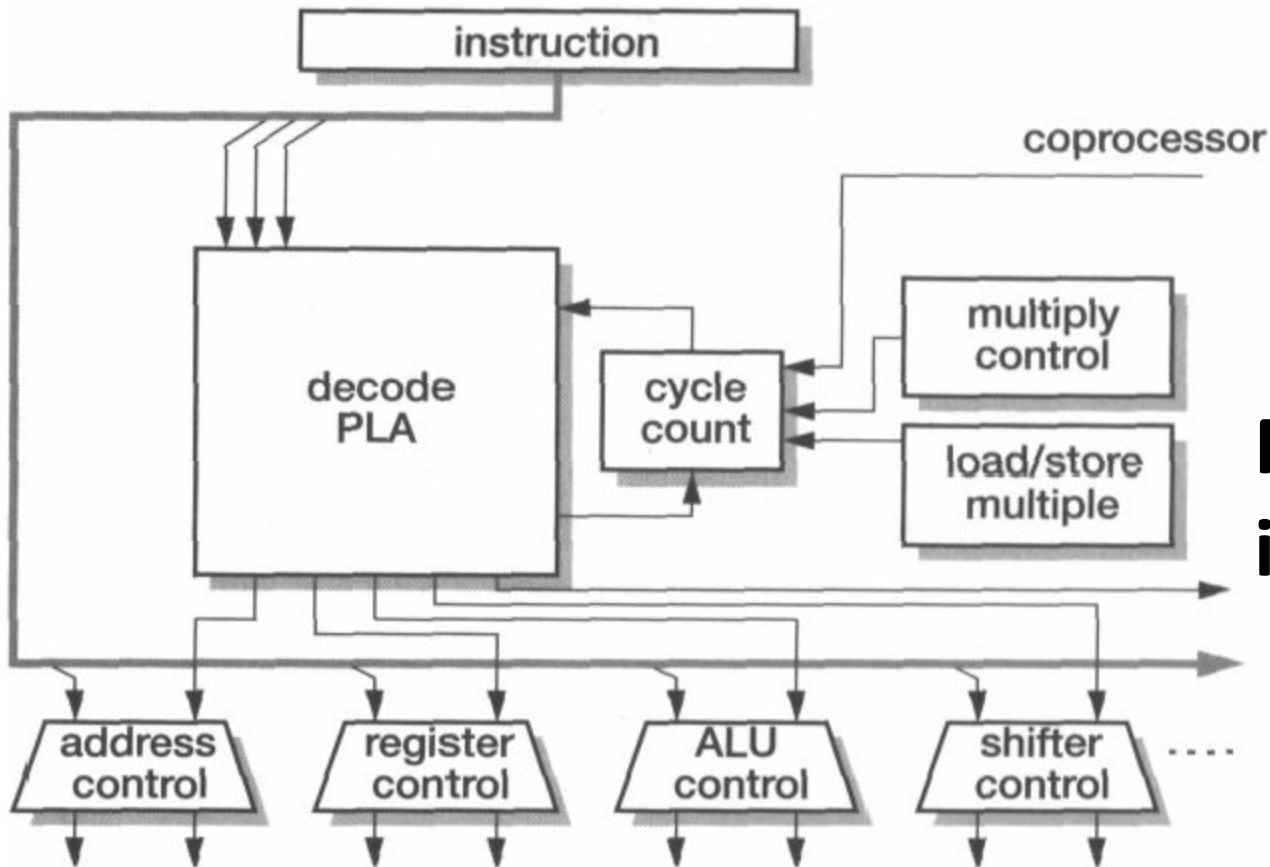 instruction
coprocessor
decode
PLA
cycle
count
multiply
control
load/store
multiple
address
control
register
control
ALU
control
shifter
control